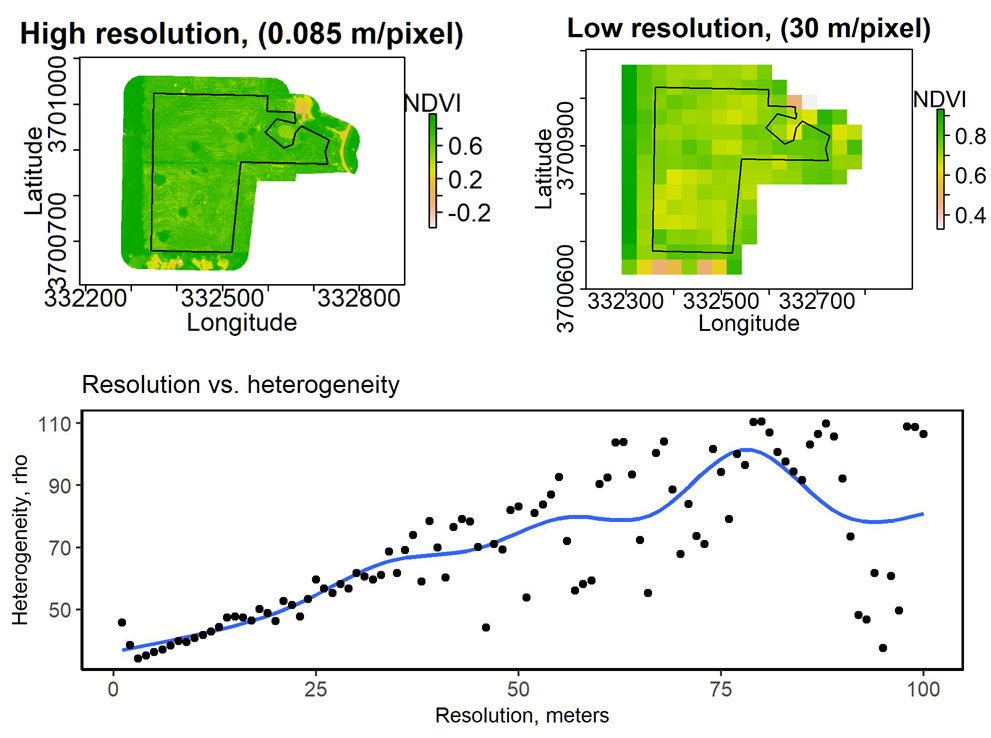 High resolution, (0.085 m/pixel)
3701000
3700700
Latitude
NDVI
0.6
0.2
-0.2
332200 332500 332800
Longitude
Low resolution, (30 m/pixel)
3700900
3700600
Latitude
NDVI
0.8
0.6
0.4
332300 332500 332700
Longitude
Resolution vs. heterogeneity
Heterogeneity, rho
110
90
70
50
0 25 50 75 100
Resolution, meters